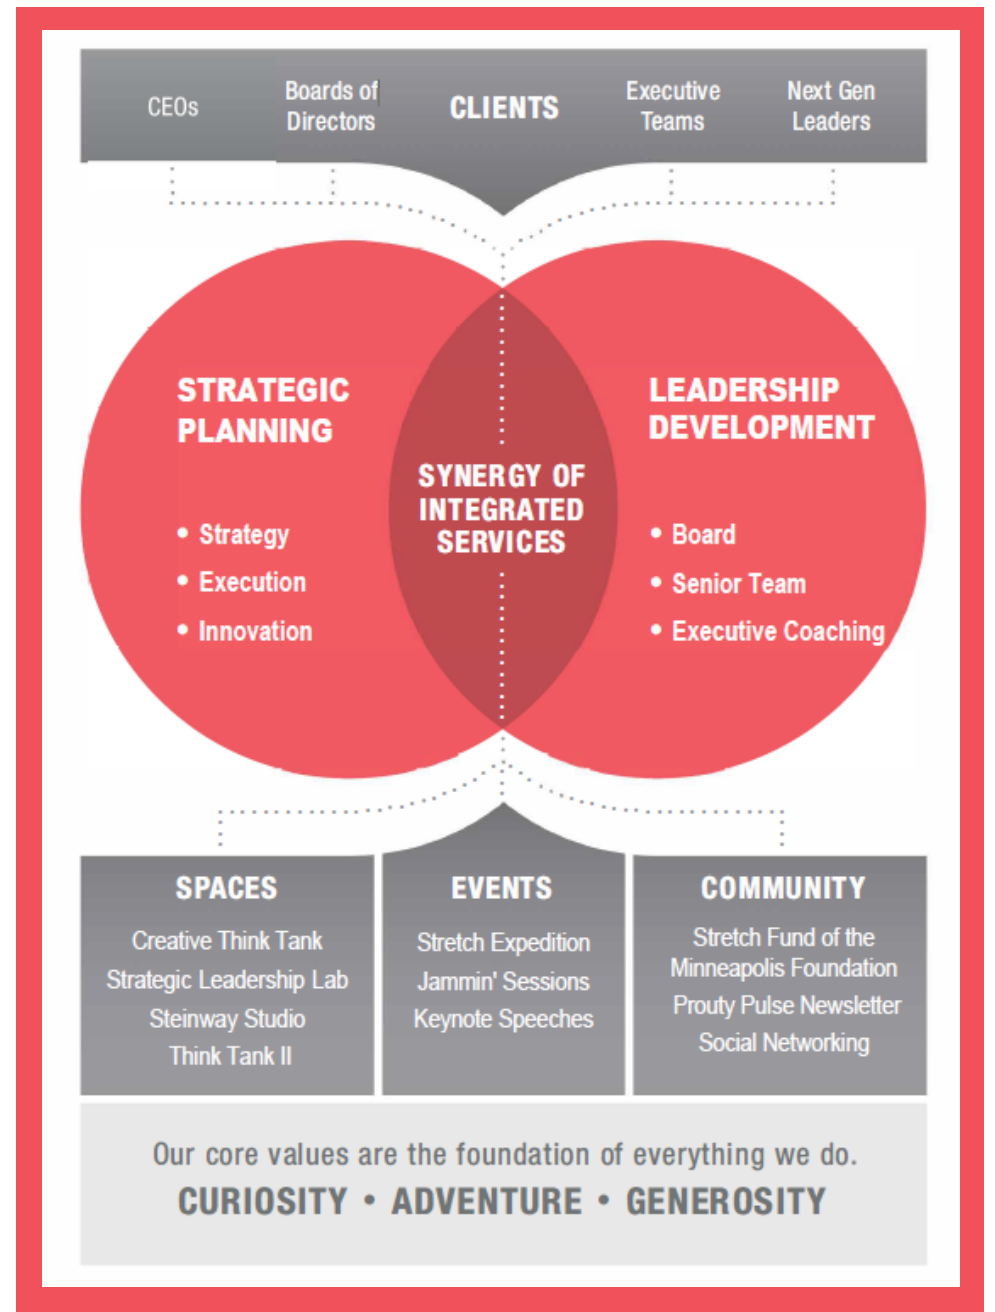 CEOs
Boards of
Directors
CLIENTS
Executive
Teams
Next Gen
Leaders
STRATEGIC
PLANNING
• Strategy
• Execution
• Innovation
SYNERGY OF
INTEGRATED
SERVICES
LEADERSHIP
DEVELOPMENT
• Board
• Senior Team
• Executive Coaching
SPACES
Creative Think Tank
Strategic Leadership Lab
Steinway Studio
Think Tank II
EVENTS
Stretch Expedition
Jammin' Sessions
Keynote Speeches
COMMUNITY
Stretch Fund of the
Minneapolis Foundation
Prouty Pulse Newsletter
Social Networking
Our core values are the foundation of everything we do.
CURIOSITY • ADVENTURE • GENEROSITY